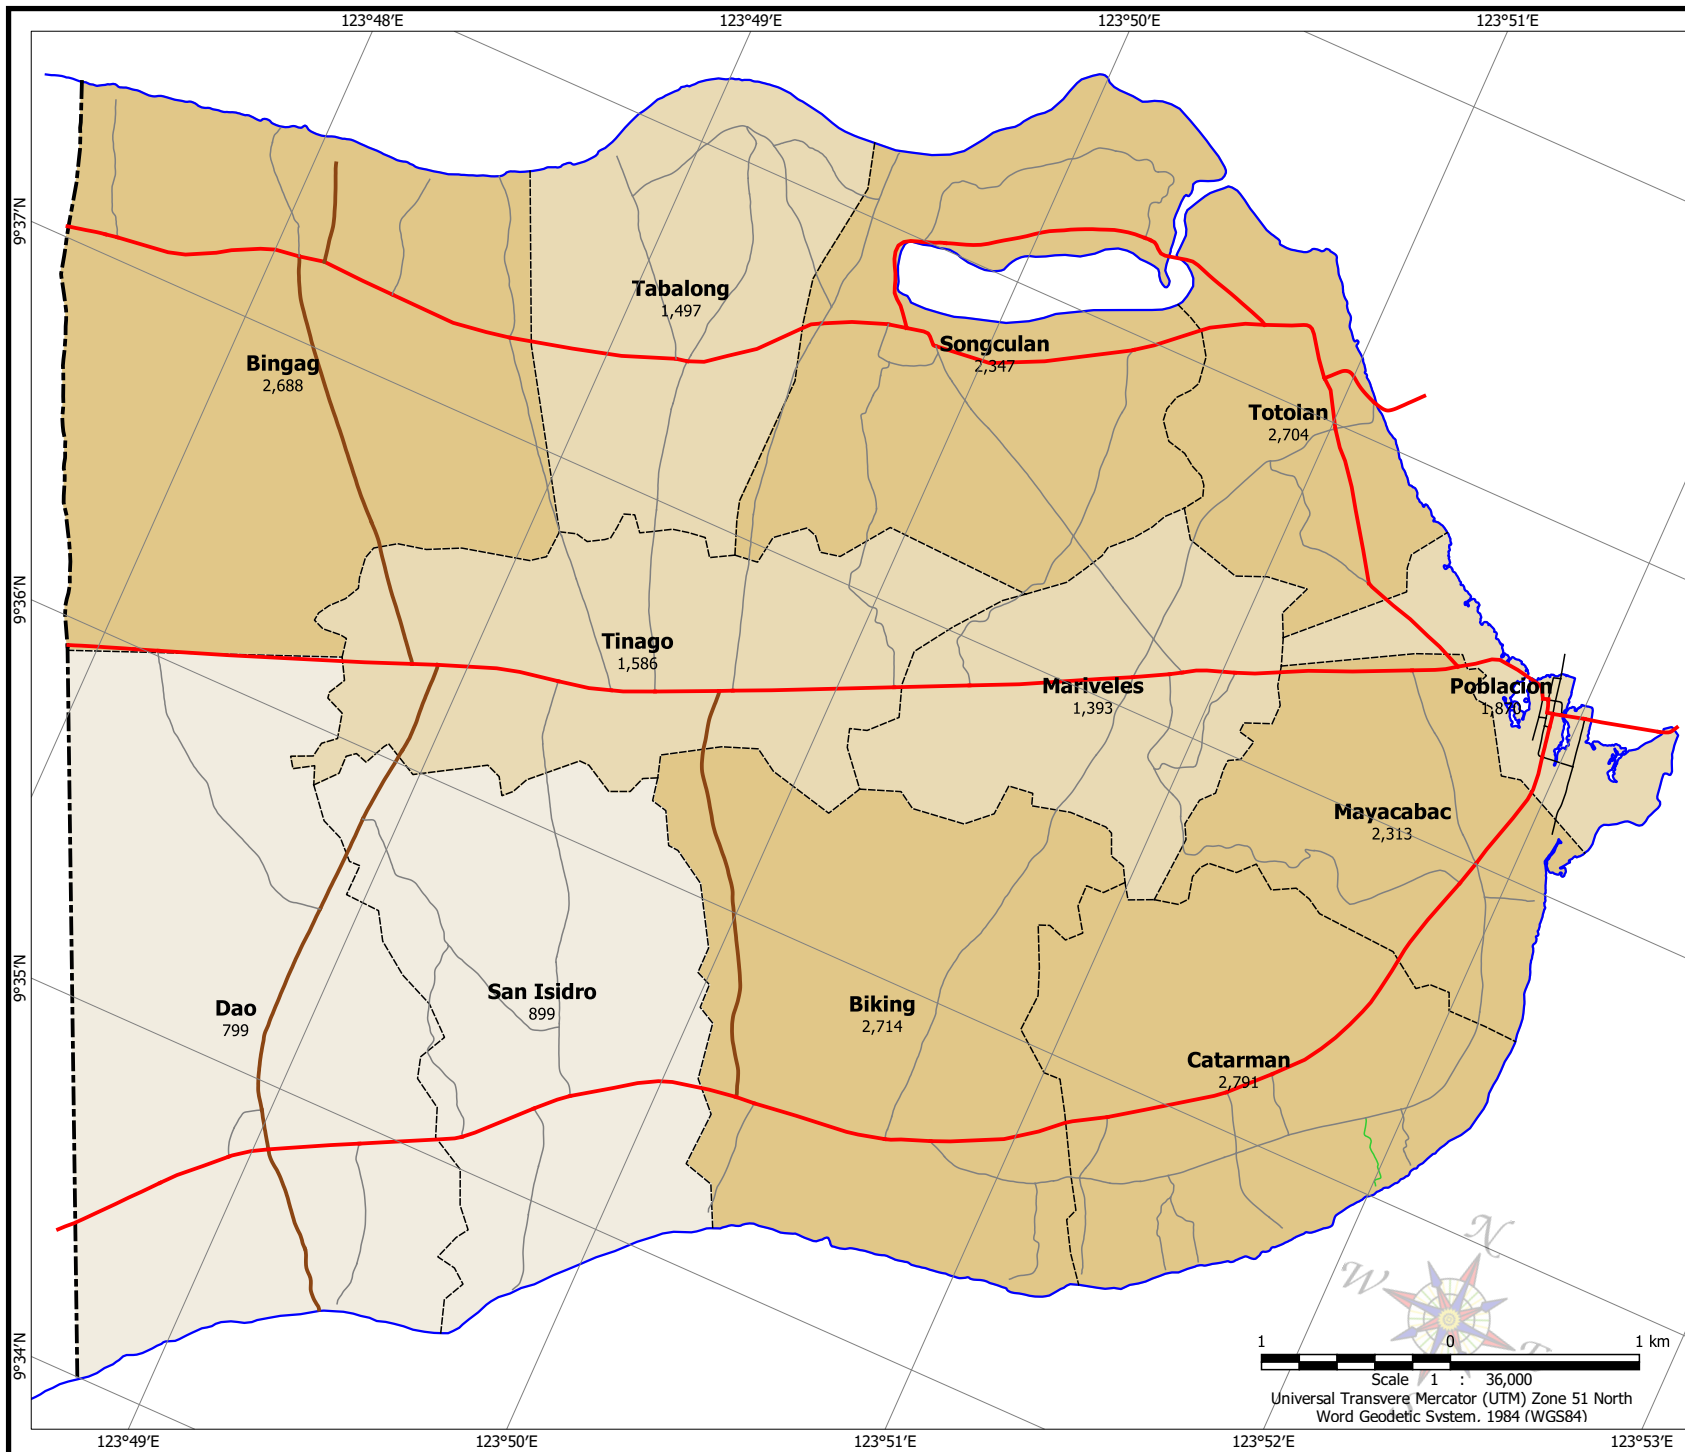 123°48'E 123°49'E 123°50'E 123°51'E
9°37'N
Tabalong
1,497
Songculan
2,347
Bingag
2,688
Totolan
2,704
9°36'N
Tinago
1,586
Mariveles
1,393
Poblacion
1,870
Mayacabac
2,313
9°35'N
San Isidro
899
Dao
799
Biking
2,714
Catarman
2,791
N
W
E
9°34'N
1 0 1 km
Scale 1 : 36,000
Universal Transvere Mercator (UTM) Zone 51 North
Word Geodetic System, 1984 (WGS84)
123°49'E 123°50'E 123°51'E 123°52'E 123°53'E